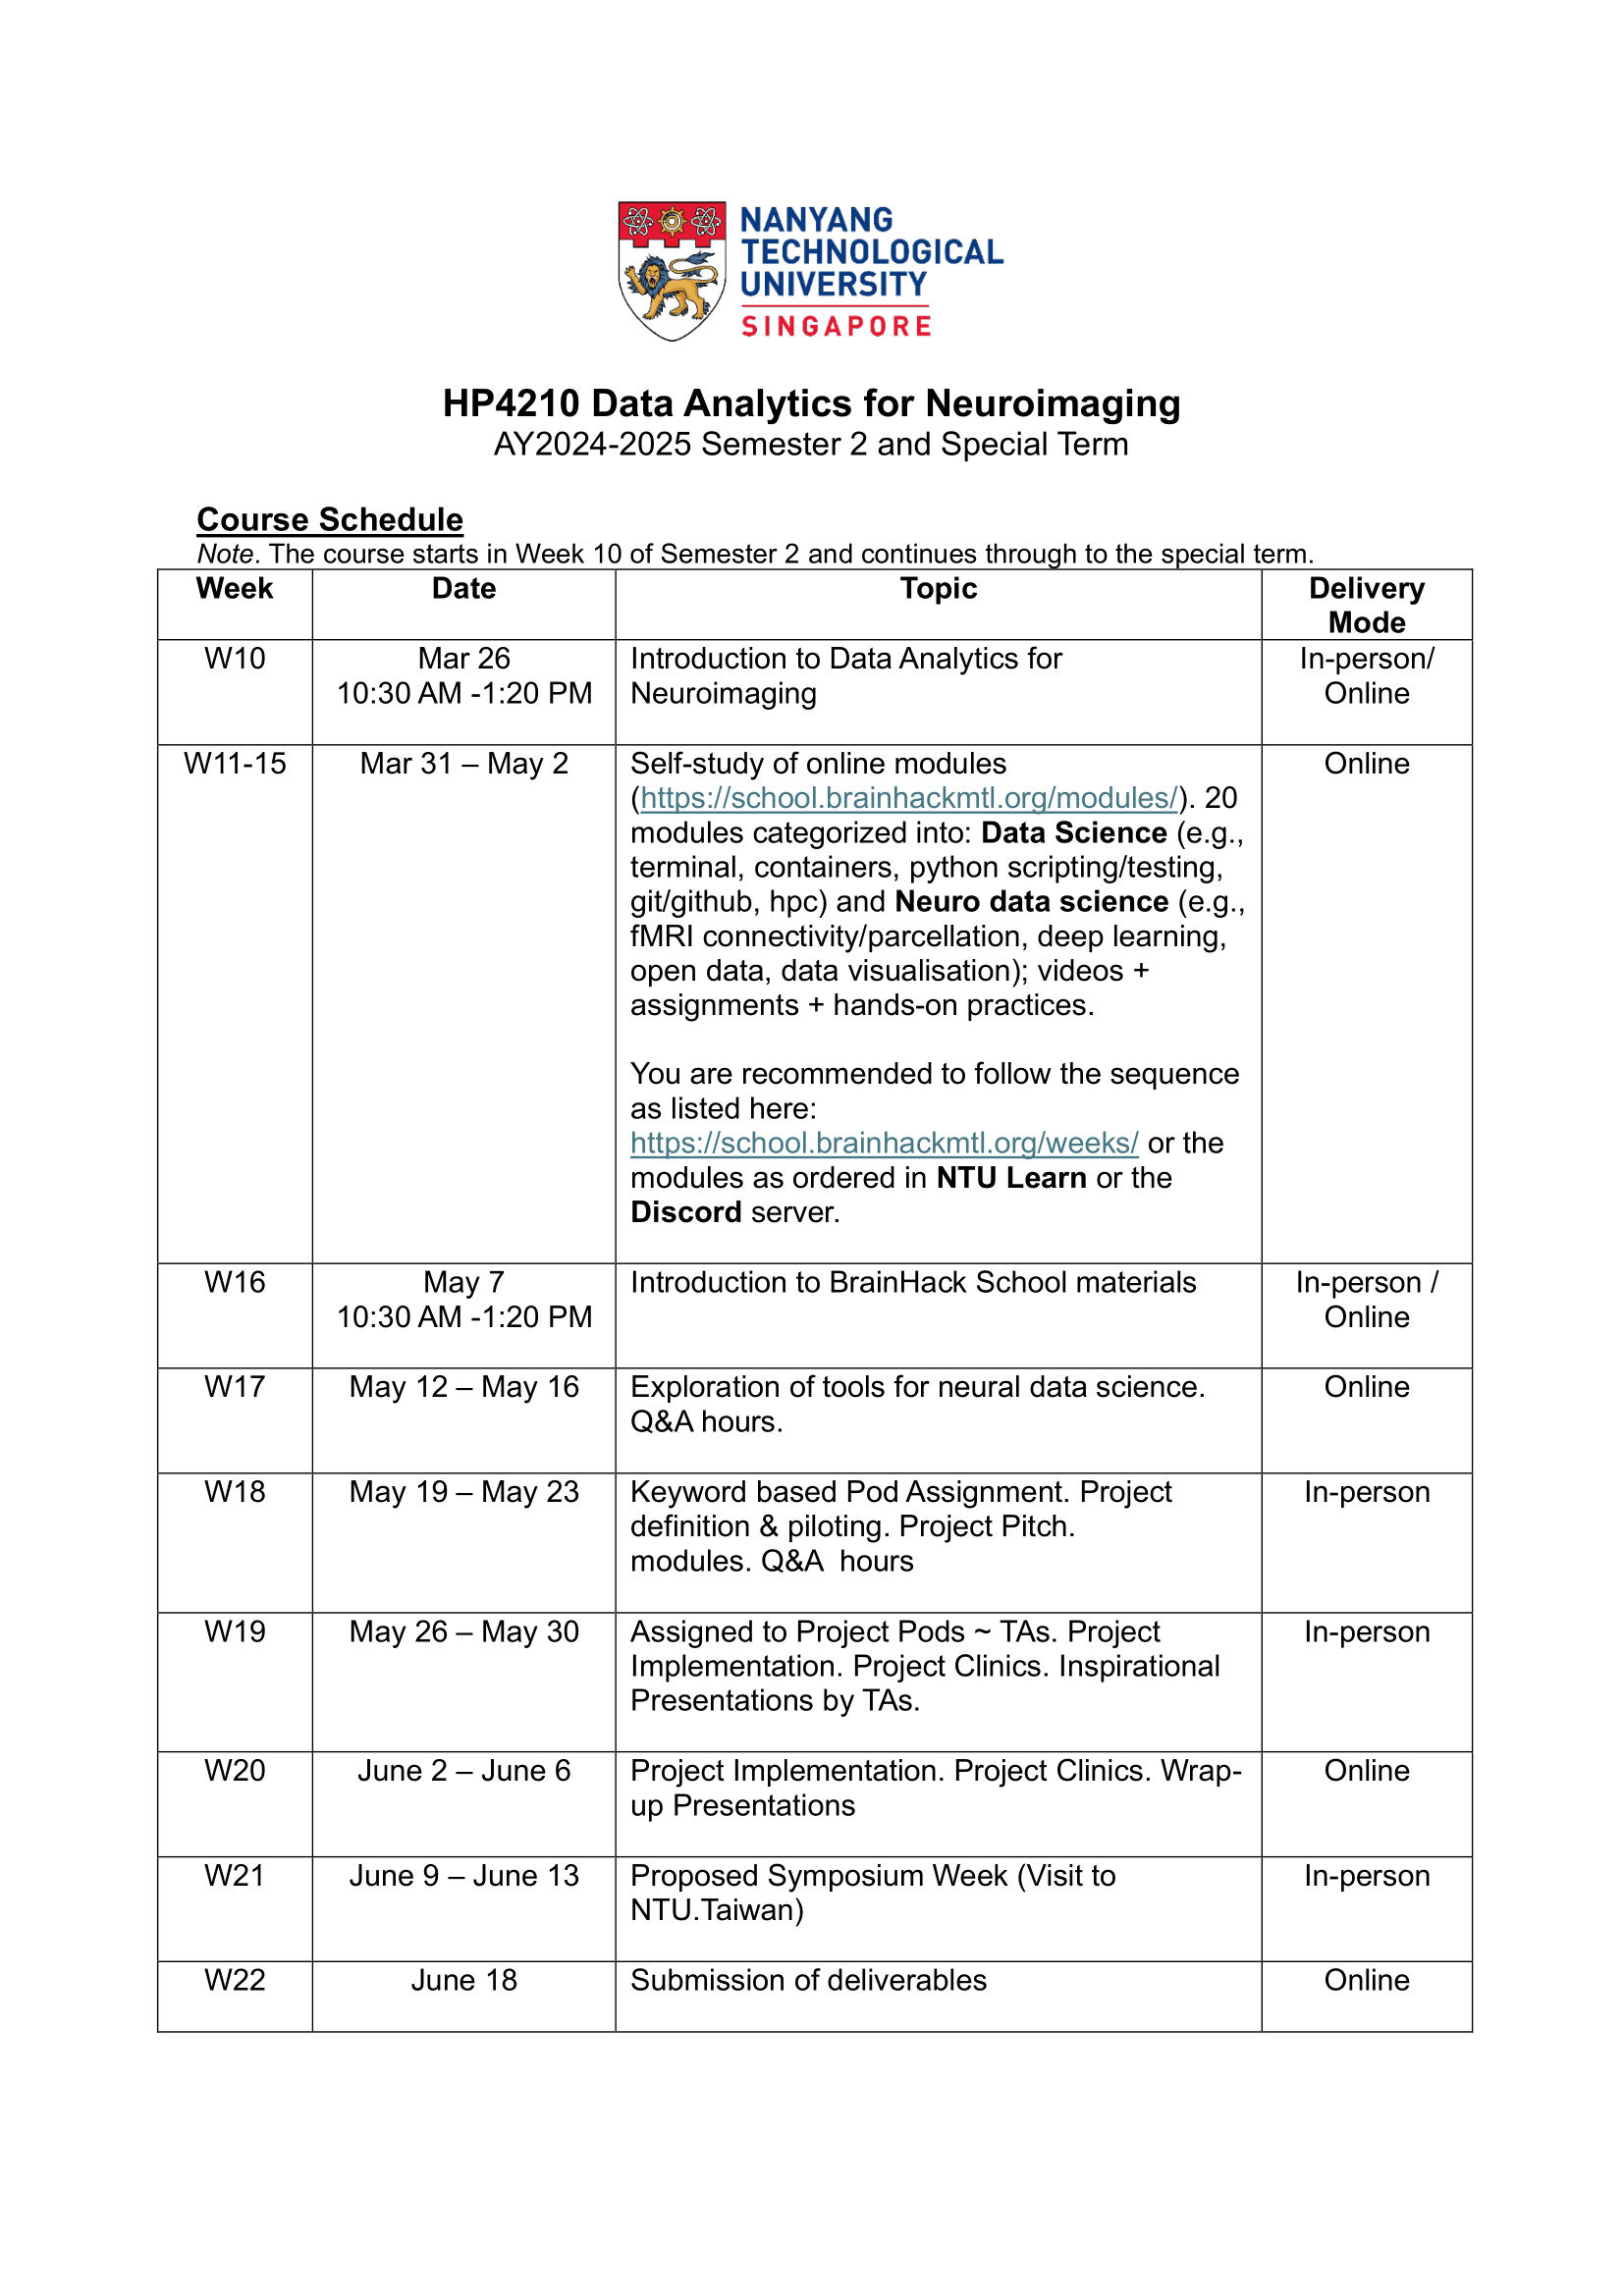 NANYANG
TECHNOLOGICAL
UNIVERSITY
SINGAPORE
HP4210 Data Analytics for Neuroimaging
AY2024-2025 Semester 2 and Special Term
Course Schedule
Note. The course starts in Week 10 of Semester 2 and continues through to the special term.
Week Date Topic Delivery
Mode
W10 Mar 26 Introduction to Data Analytics for In-person/
10:30 AM -1:20 PM Neuroimaging Online
W11-15 Mar 31 – May 2 Self-study of online modules Online
(https://school.brainhackmtl.org/modules/). 20
modules categorized into: Data Science (e.g.,
terminal, containers, python scripting/testing,
git/github, hpc) and Neuro data science (e.g.,
fMRI connectivity/parcellation, deep learning,
open data, data visualisation); videos +
assignments + hands-on practices.
You are recommended to follow the sequence
as listed here:
https://school.brainhackmtl.org/weeks/ or the
modules as ordered in NTU Learn or the
Discord server.
W16 May 7 Introduction to BrainHack School materials In-person /
10:30 AM -1:20 PM Online
W17 May 12 – May 16 Exploration of tools for neural data science. Online
Q&A hours.
W18 May 19 – May 23 Keyword based Pod Assignment. Project In-person
definition & piloting. Project Pitch.
modules. Q&A  hours
W19 May 26 – May 30 Assigned to Project Pods ~ TAs. Project In-person
Implementation. Project Clinics. Inspirational
Presentations by TAs.
W20 June 2 – June 6 Project Implementation. Project Clinics. Wrap- Online
up Presentations
W21 June 9 – June 13 Proposed Symposium Week (Visit to In-person
NTU.Taiwan)
W22 June 18 Submission of deliverables Online